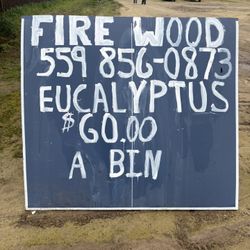 FIRE WOOD
559 856-0873
EUCALYPTUS
$60.00
A BIN